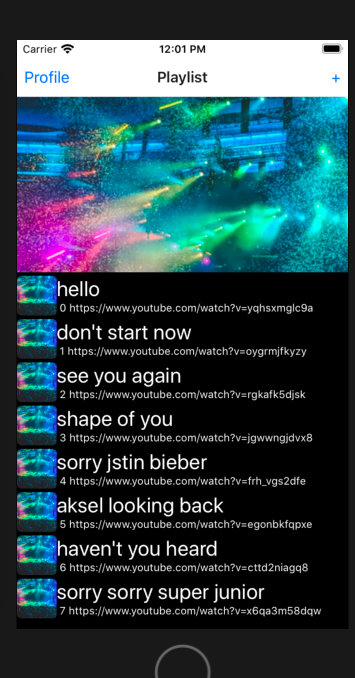 Carrier 12:01 PM
Profile Playlist +
hello
0 https://www.youtube.com/watch?v=yqhsxmglc9a
don't start now
1 https://www.youtube.com/watch?v=oygrmjfkyzy
see you again
2 https://www.youtube.com/watch?v=rgkafk5djsk
shape of you
3 https://www.youtube.com/watch?v=jgwwngjdvx8
sorry jstin bieber
4 https://www.youtube.com/watch?v=frh_vgs2dfe
aksel looking back
5 https://www.youtube.com/watch?v=egonbkfqpxe
haven't you heard
6 https://www.youtube.com/watch?v=cttd2niagq8
sorry sorry super junior
7 https://www.youtube.com/watch?v=x6qa3m58dqw